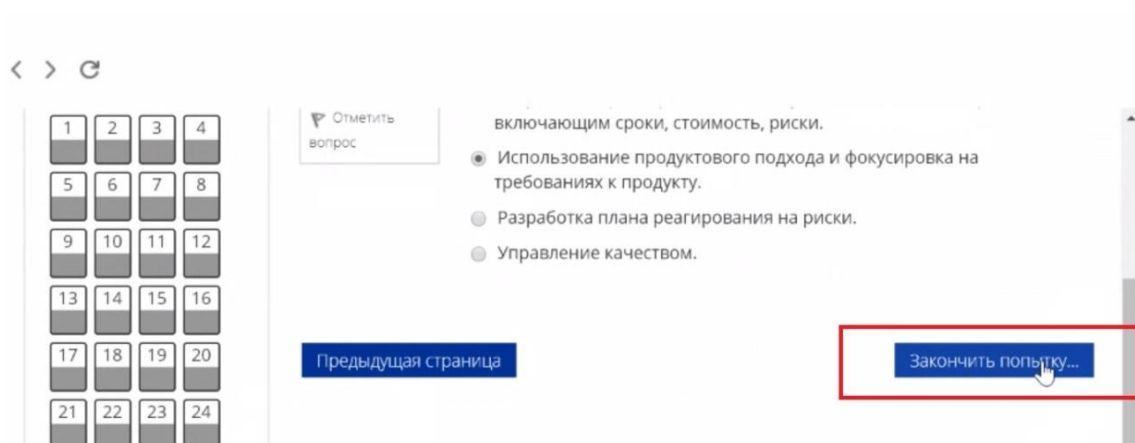 1 2 3 4
5 6 7 8
9 10 11 12
13 14 15 16
17 18 19 20
21 22 23 24
Отметить
вопрос
включающим сроки, стоимость, риски.
Использование продуктового подхода и фокусировка на
требованиях к продукту.
Разработка плана реагирования на риски.
Управление качеством.
Предыдущая страница
Закончить попытку...